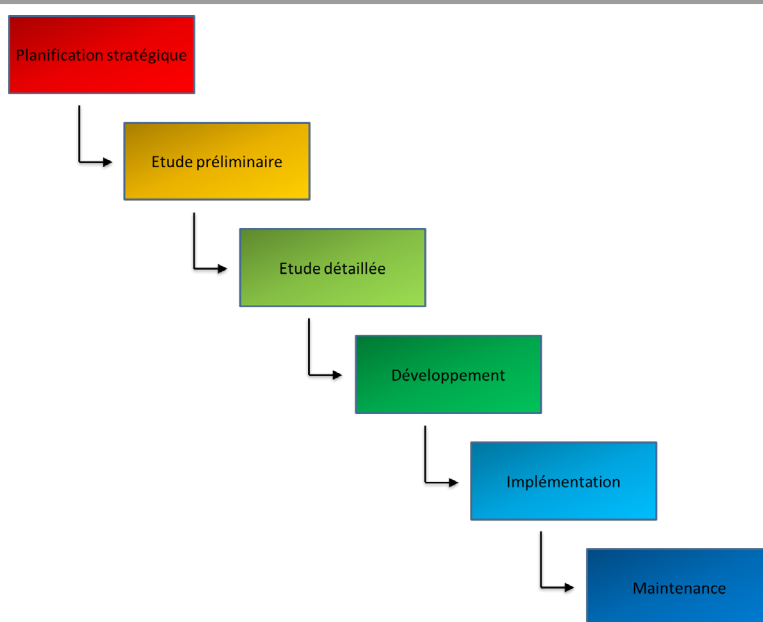 Planification stratégique
Etude préliminaire
Etude détaillée
Développement
Implémentation
Maintenance